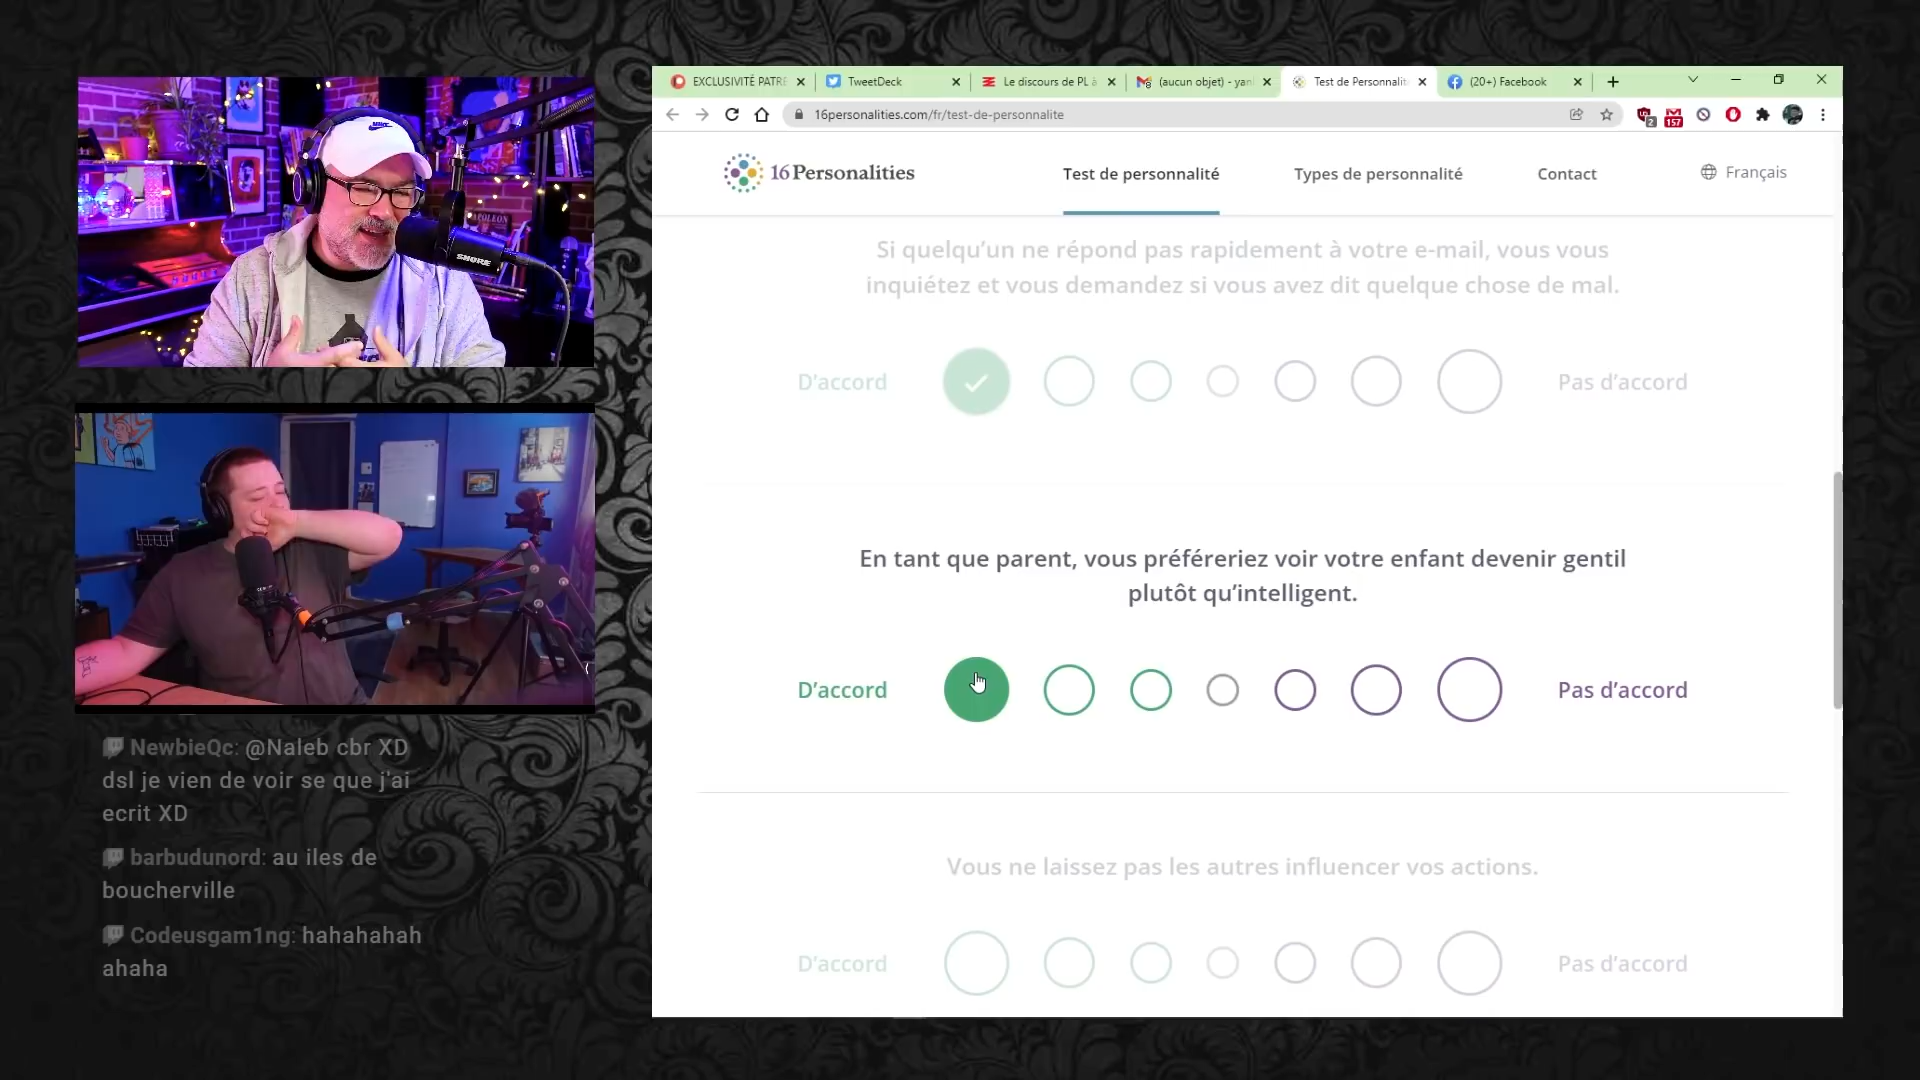 EXCLUSIVITÉ PATRE
TweetDeck
Le discours de PL à
(aucun objet) - yan
Test de Personnalit
(20+) Facebook
16personalities.com/fr/test-de-personnalite
2
157
16Personalities
Test de personnalité
Types de personnalité
Contact
Français
Si quelqu’un ne répond pas rapidement à votre e-mail, vous vous
inquiétez et vous demandez si vous avez dit quelque chose de mal.
D’accord
Pas d’accord
En tant que parent, vous préféreriez voir votre enfant devenir gentil
plutôt qu’intelligent.
D’accord
Pas d’accord
Vous ne laissez pas les autres influencer vos actions.
D’accord
Pas d’accord
SHURE
NAPOLEON
NewbieQc: @Naleb cbr XD
dsl je vien de voir se que j'ai
ecrit XD
barbudunord: au iles de
boucherville
Codeusgam1ng: hahahahah
ahaha